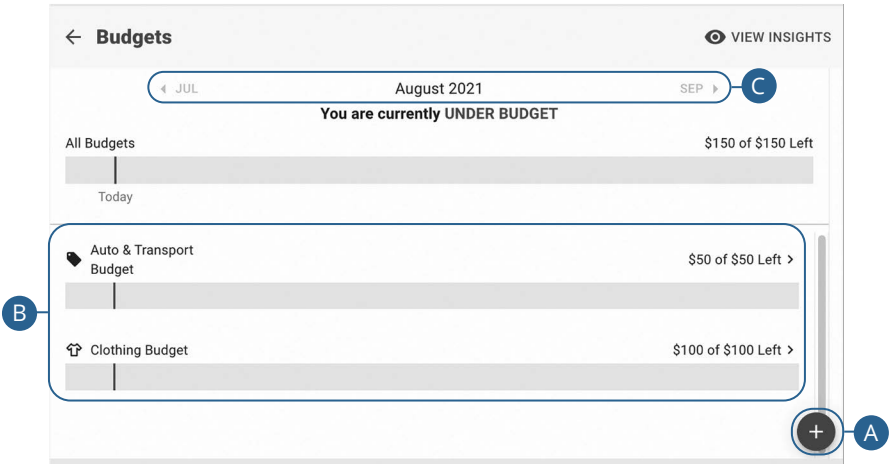 Budgets
VIEW INSIGHTS
JUL
August 2021
SEP
C
You are currently UNDER BUDGET
All Budgets
$150 of $150 Left
Today
Auto & Transport
Budget
$50 of $50 Left
B
Clothing Budget
$100 of $100 Left
+
A